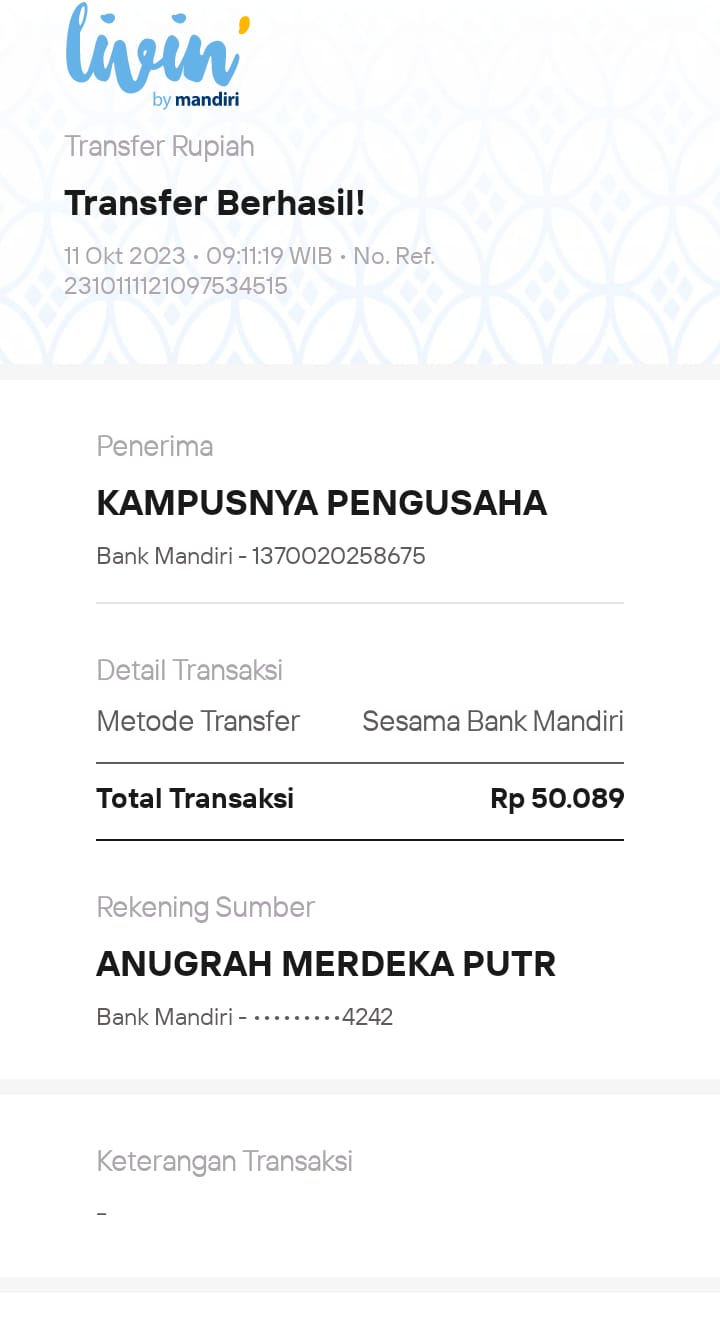 livin'
by mandiri
Transfer Rupiah
Transfer Berhasil!
11 Okt 2023 • 09:11:19 WIB • No. Ref.
2310111121097534515
Penerima
KAMPUSNYA PENGUSAHA
Bank Mandiri - 1370020258675
Detail Transaksi
Metode Transfer Sesama Bank Mandiri
Total Transaksi Rp 50.089
Rekening Sumber
ANUGRAH MERDEKA PUTR
Bank Mandiri - •••••••••4242
Keterangan Transaksi
-